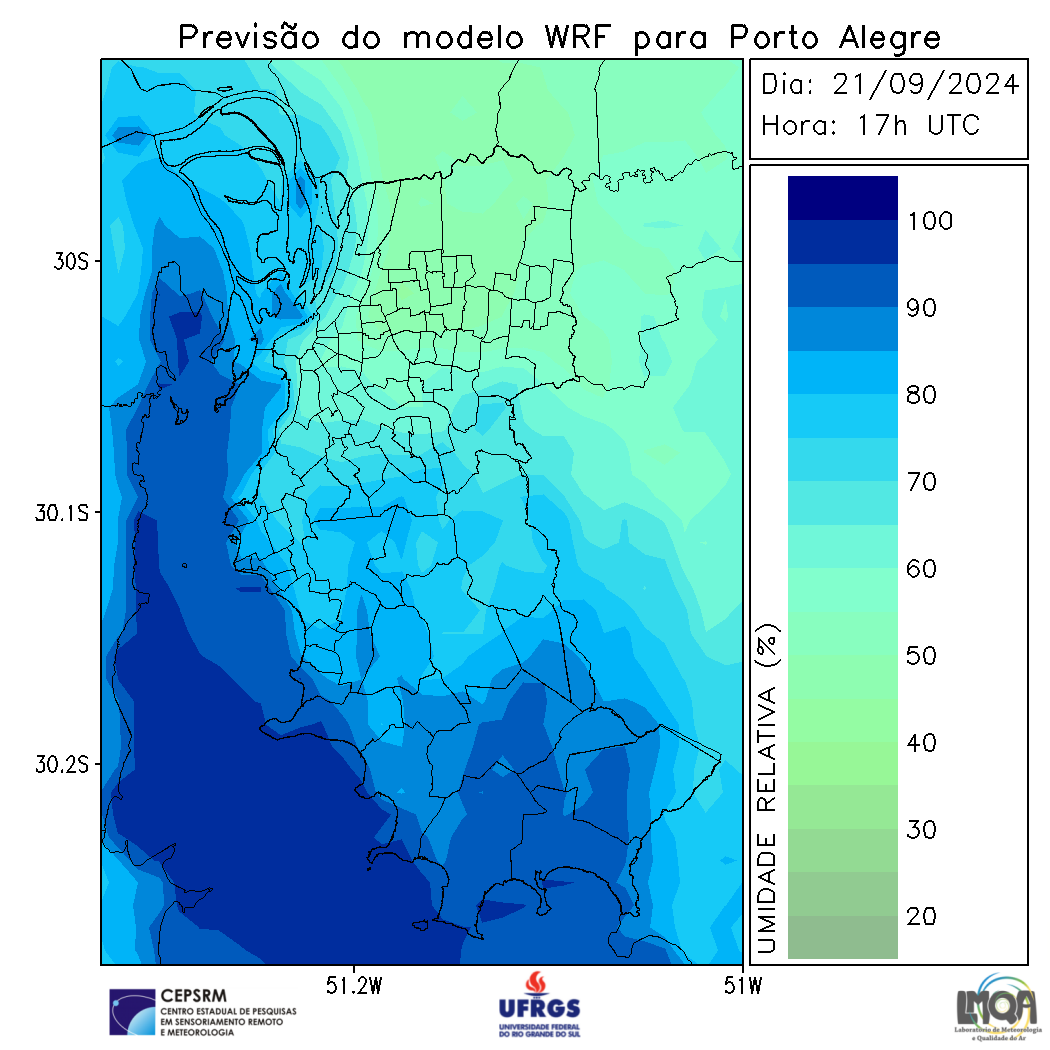 Previsão do modelo WRF para Porto Alegre
Dia: 21/09/2024
Hora: 17h UTC
100
90
80
70
60
50
40
30
20
UMIDADE RELATIVA (%)
30S
30.1S
30.2S
51.2W
51W
CEPSRM
CENTRO ESTADUAL DE PESQUISAS
EM SENSORIAMENTO REMOTO
E METEOROLOGIA
UFRGS
UNIVERSIDADE FEDERAL
DO RIO GRANDE DO SUL
LMQA
Laboratório de Meteorologia
e Qualidade do Ar